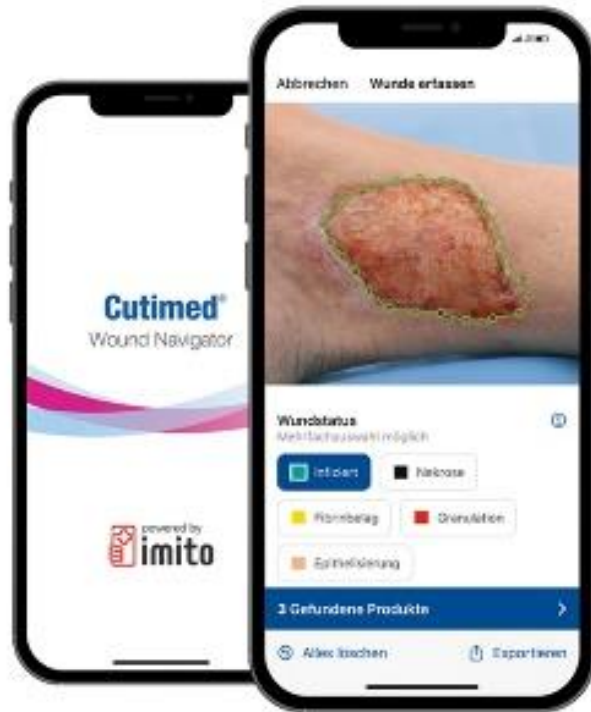 Cutimed®
Wound Navigator
powered by
imito
Abbrechen Wunde erfassen
Wundstatus
Mehrfachauswahl möglich
Infiziert
Nekrose
Fibrinbelag
Granulation
Epithelisierung
3 Gefundene Produkte
Alles löschen
Exportieren